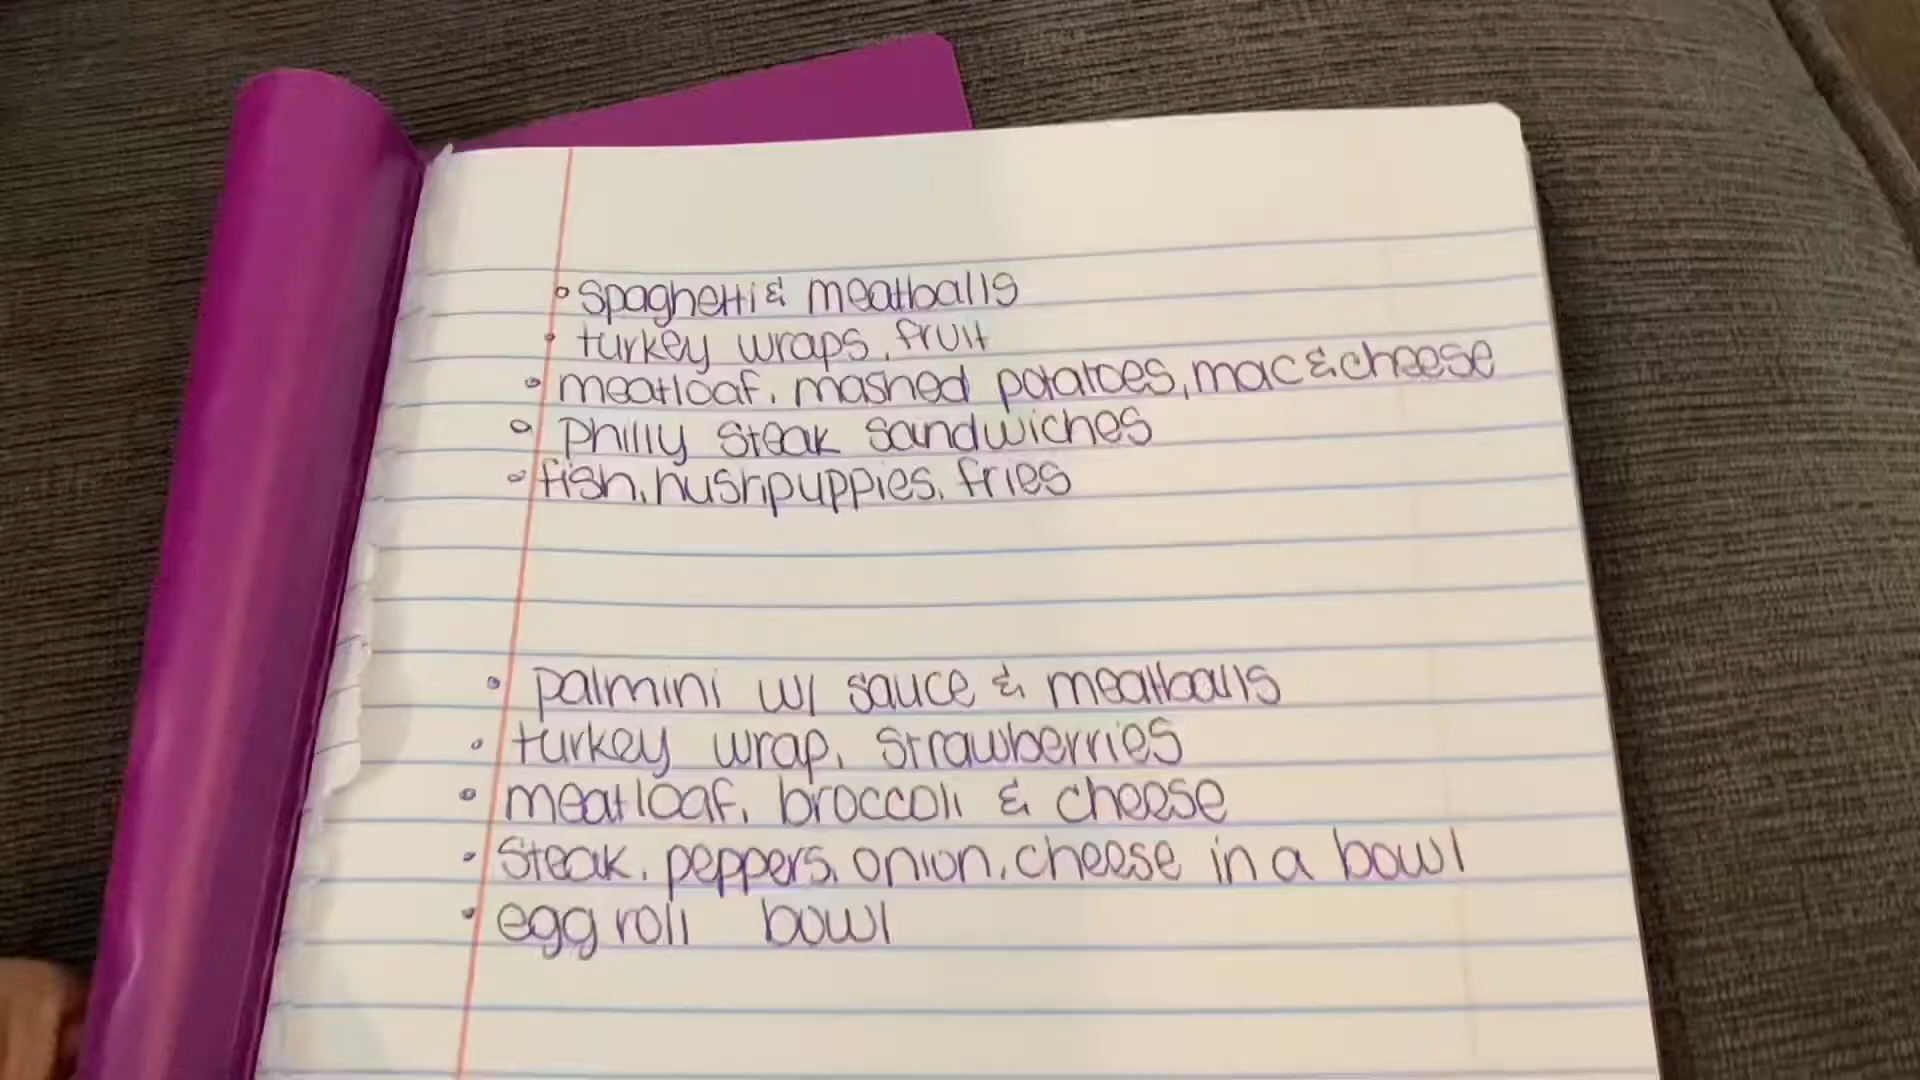 • spaghetti & meatballs
• turkey wraps, fruit
• meatloaf, mashed potatoes, mac & cheese
• philly steak sandwiches
• fish, hushpuppies, fries
• palmini w/ sauce & meatballs
• turkey wrap, strawberries
• meatloaf, broccoli & cheese
• steak, peppers, onion, cheese in a bowl
• egg roll bowl